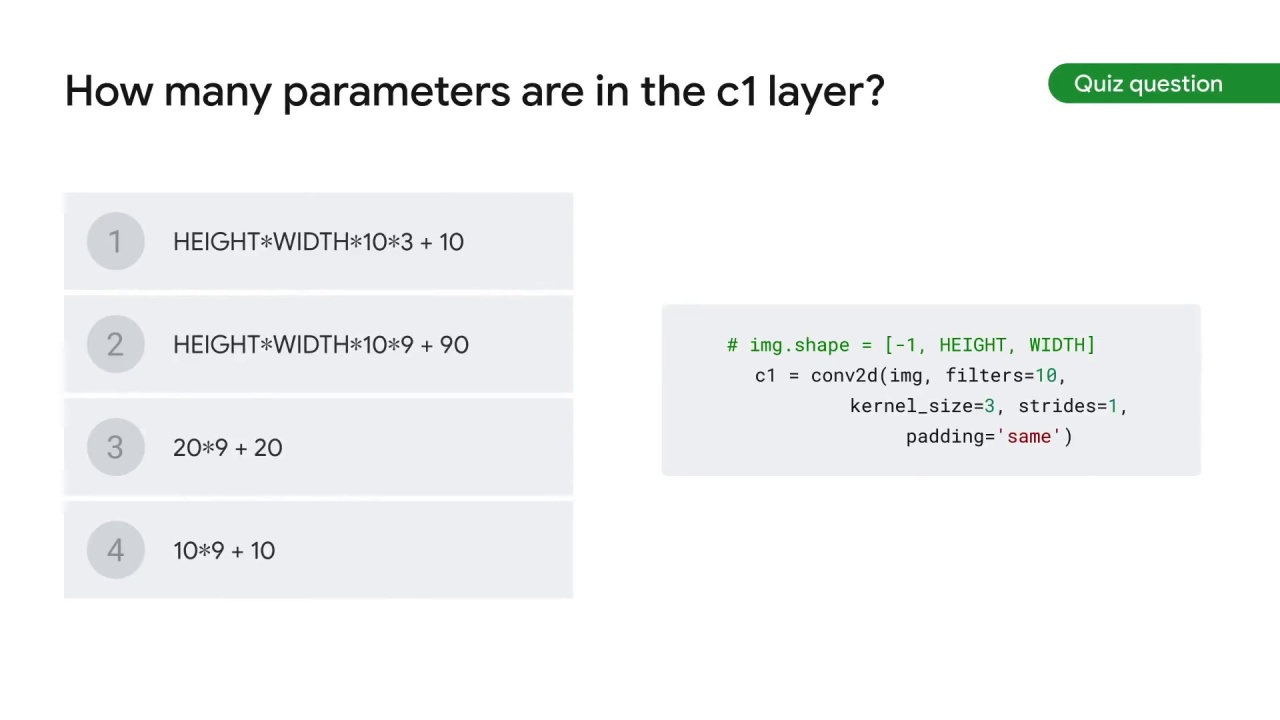 How many parameters are in the c1 layer?
Quiz question
1 HEIGHT*WIDTH*10*3 + 10
2 HEIGHT*WIDTH*10*9 + 90
3 20*9 + 20
4 10*9 + 10
# img.shape = [-1, HEIGHT, WIDTH]
c1 = conv2d(img, filters=10,
kernel_size=3, strides=1,
padding='same')